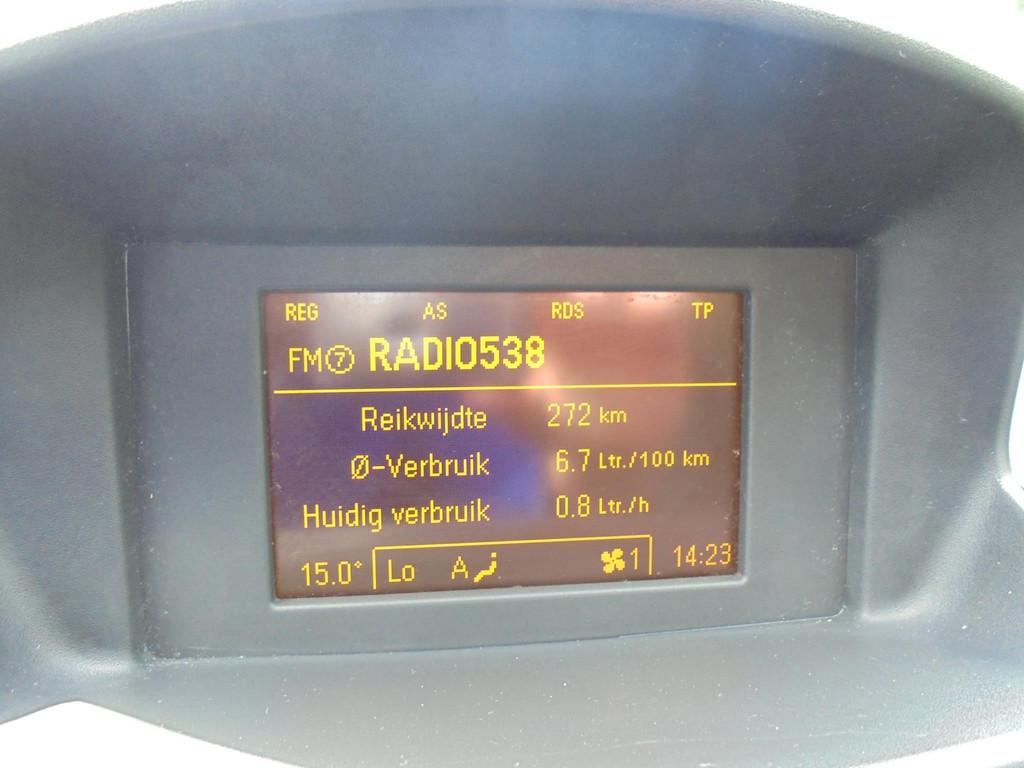 REG AS RDS TP
FM⑦ RADIO538
Reikwijdte 272 km
Ø-Verbruik 6.7 Ltr./100 km
Huidig verbruik 0.8 Ltr./h
15.0° Lo A 1 14:23